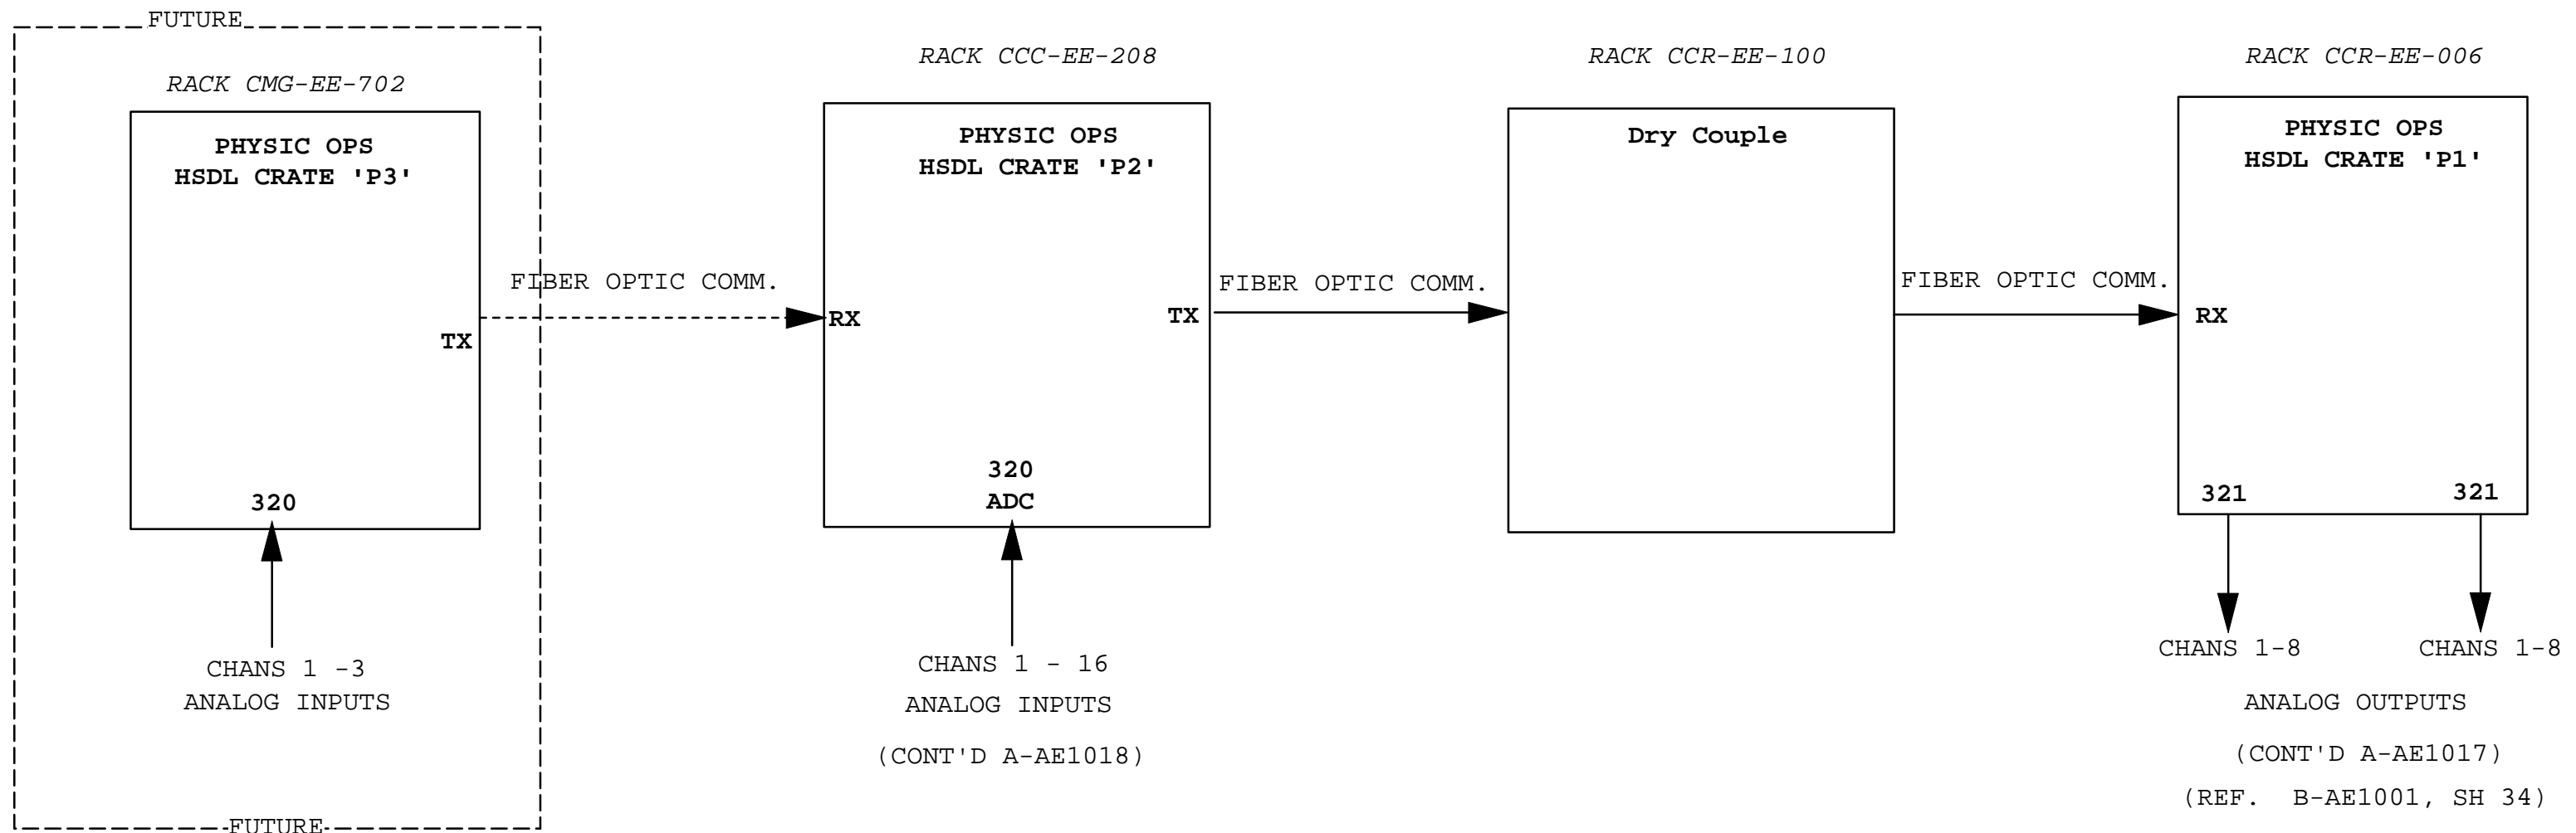 FUTURE
RACK CMG-EE-702
PHYSIC OPS
HSDL CRATE 'P3'
TX
320
CHANS 1 -3
ANALOG INPUTS
FUTURE
FIBER OPTIC COMM.
RACK CCC-EE-208
PHYSIC OPS
HSDL CRATE 'P2'
RX
TX
320
ADC
CHANS 1 - 16
ANALOG INPUTS
(CONT'D A-AE1018)
FIBER OPTIC COMM.
RACK CCR-EE-100
Dry Couple
FIBER OPTIC COMM.
RACK CCR-EE-006
PHYSIC OPS
HSDL CRATE 'P1'
RX
321 321
CHANS 1-8 CHANS 1-8
ANALOG OUTPUTS
(CONT'D A-AE1017)
(REF. B-AE1001, SH 34)